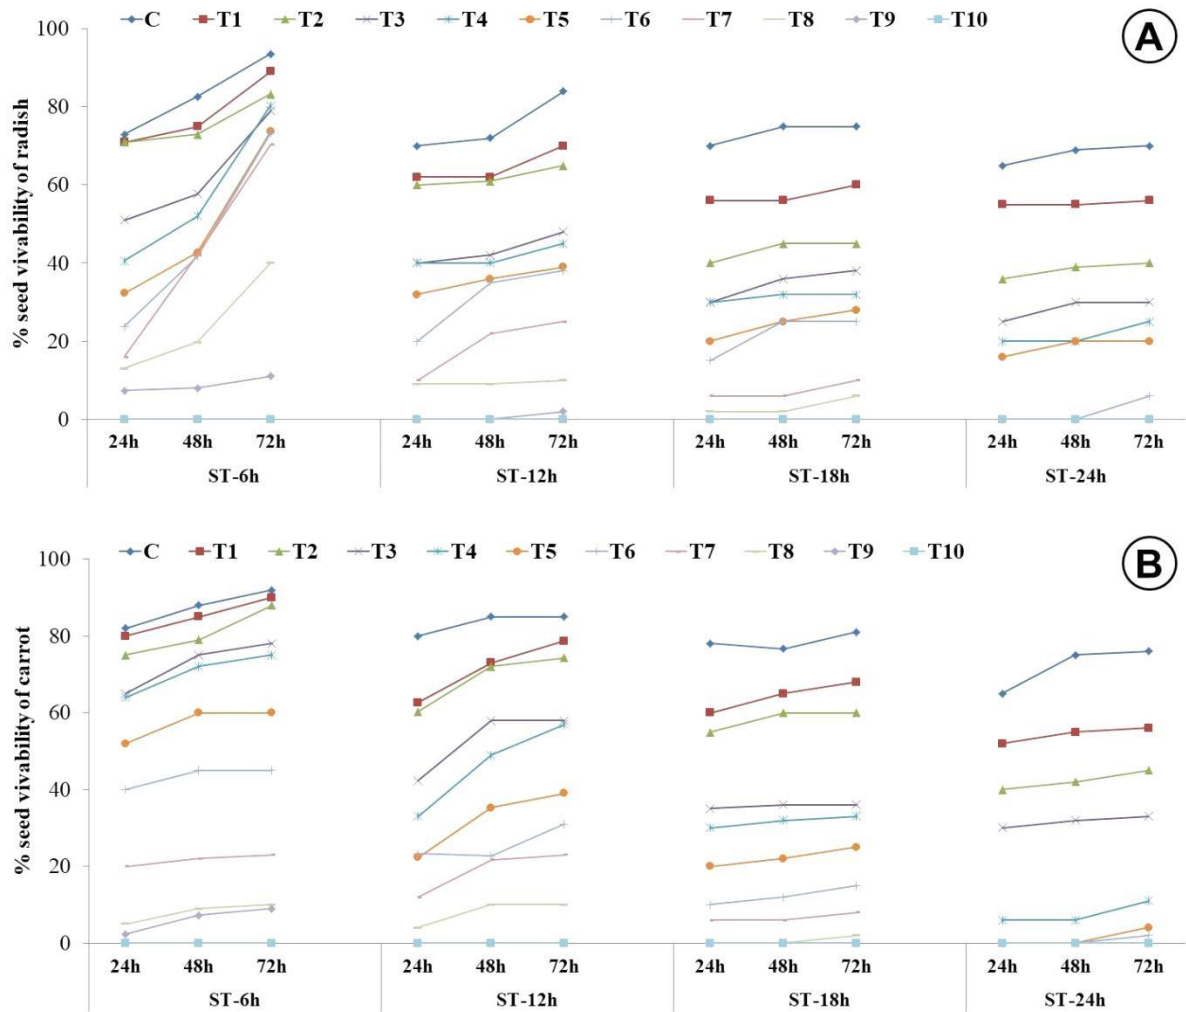 C T1 T2 T3 T4 T5 T6 T7 T8 T9 T10
A
% seed vivability of radish
100
80
60
40
20
0
24h 48h 72h 24h 48h 72h 24h 48h 72h 24h 48h 72h
ST-6h ST-12h ST-18h ST-24h
C T1 T2 T3 T4 T5 T6 T7 T8 T9 T10
B
% seed vivability of carrot
100
80
60
40
20
0
24h 48h 72h 24h 48h 72h 24h 48h 72h 24h 48h 72h
ST-6h ST-12h ST-18h ST-24h